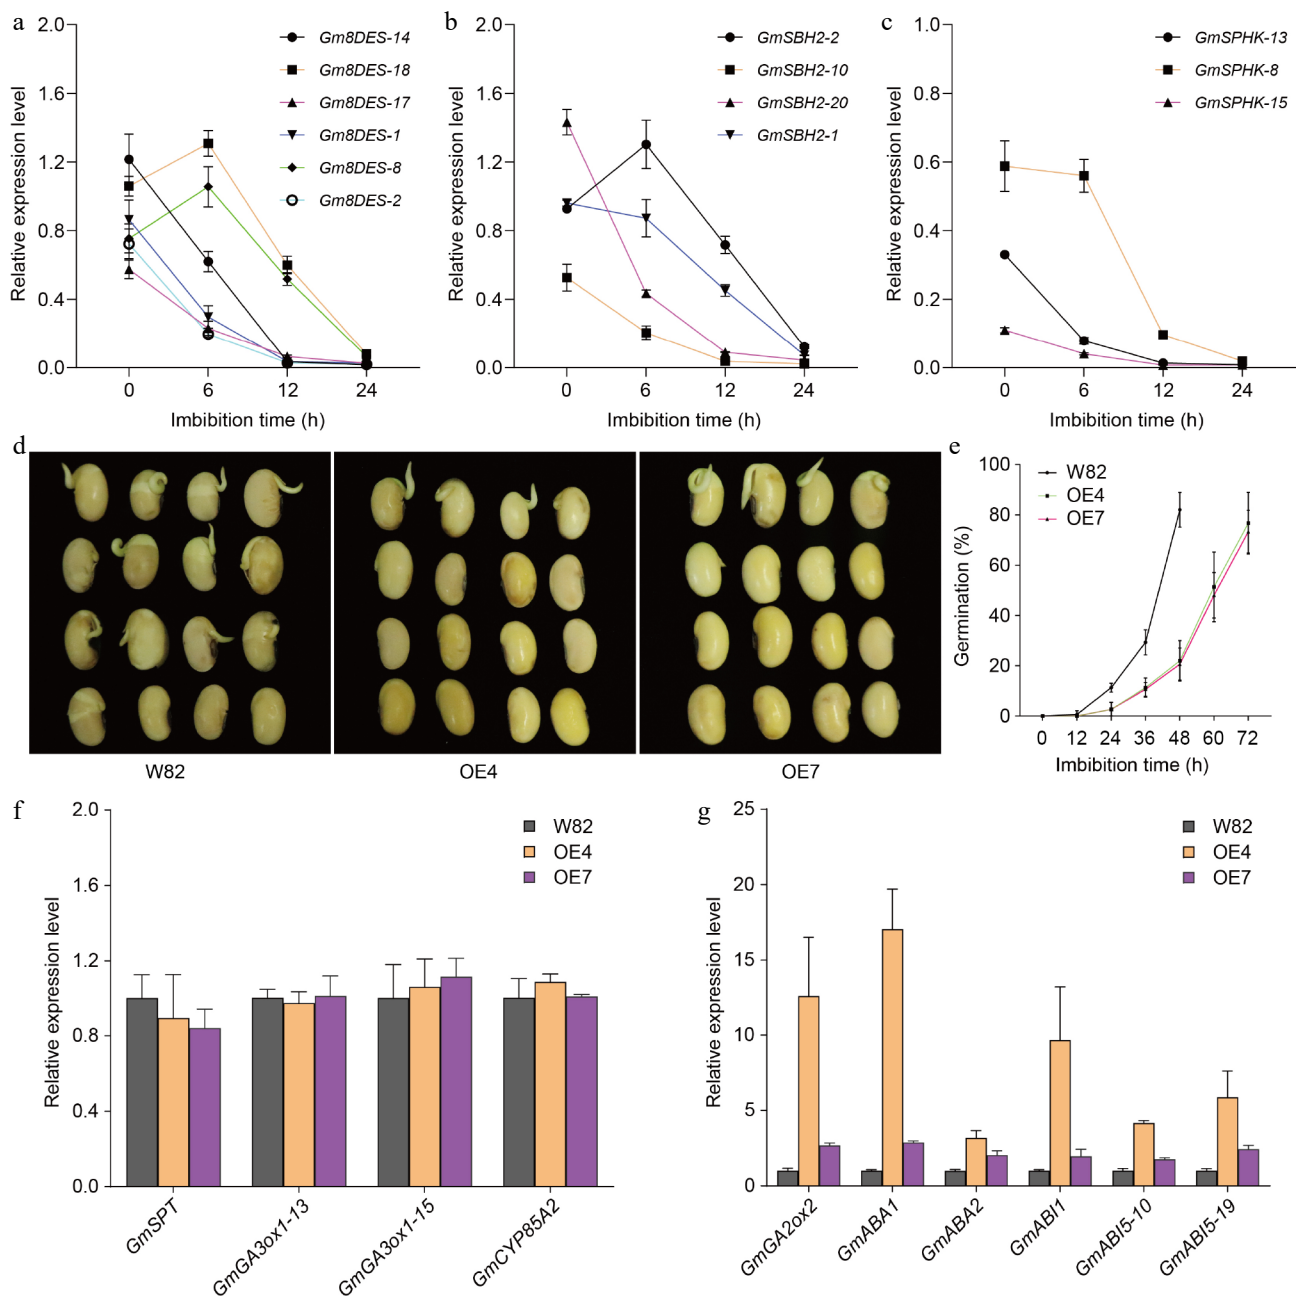 a
2.0
1.6
1.2
0.8
0.4
0.0
Relative expression level
0 6 12 24
Imbibition time (h)
Gm8DES-14
Gm8DES-18
Gm8DES-17
Gm8DES-1
Gm8DES-8
Gm8DES-2
b
2.0
1.6
1.2
0.8
0.4
0.0
Relative expression level
0 6 12 24
Imbibition time (h)
GmSBH2-2
GmSBH2-10
GmSBH2-20
GmSBH2-1
c
1.0
0.8
0.6
0.4
0.2
0.0
Relative expression level
0 6 12 24
Imbibition time (h)
GmSPHK-13
GmSPHK-8
GmSPHK-15
d
W82 OE4 OE7
e
100
80
60
40
20
0
Germination (%)
0 12 24 36 48 60 72
Imbibition time (h)
W82
OE4
OE7
f
2.0
1.6
1.2
0.8
0.4
0.0
Relative expression level
W82
OE4
OE7
GmSPT
GmGA3ox1-13
GmGA3ox1-15
GmCYP85A2
g
25
20
15
10
5
0
Relative expression level
W82
OE4
OE7
GmGA2ox2
GmABA1
GmABA2
GmABI1
GmABI5-10
GmABI5-19